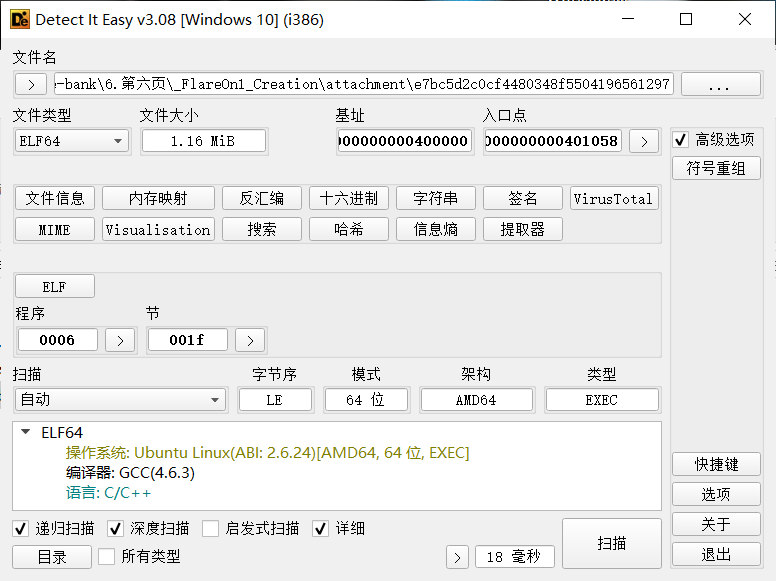 Detect It Easy v3.08 [Windows 10] (i386)
文件名
> -bank\6.第六页\_FlareOn1_Creation\attachment\e7bc5d2c0cf4480348f5504196561297 ...
文件类型 文件大小 基址 入口点
ELF64 1.16 MiB 000000000400000 000000000401058 > 高级选项
符号重组
文件信息 内存映射 反汇编 十六进制 字符串 签名 VirusTotal
MIME Visualisation 搜索 哈希 信息熵 提取器
ELF
程序 节
0006 > 001f >
扫描 字节序 模式 架构 类型
自动 LE 64 位 AMD64 EXEC
ELF64
操作系统: Ubuntu Linux(ABI: 2.6.24)[AMD64, 64 位, EXEC]
编译器: GCC(4.6.3)
语言: C/C++
快捷键
选项
关于
退出
递归扫描 深度扫描 启发式扫描 详细
目录 所有类型 > 18 毫秒 扫描